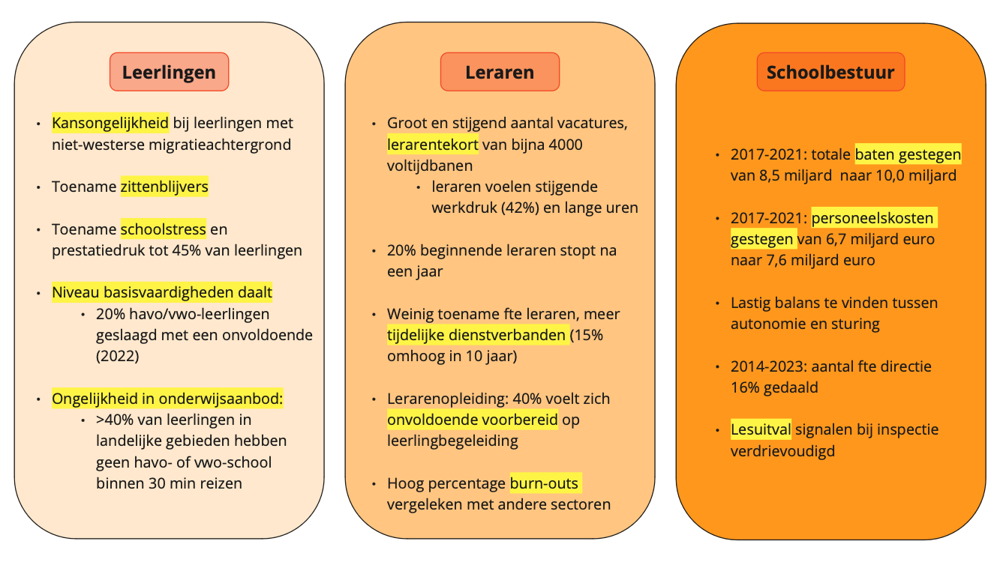 Leerlingen
• Kansongelijkheid bij leerlingen met
niet-westerse migratieachtergrond
• Toename zittenblijvers
• Toename schoolstress en
prestatiedruk tot 45% van leerlingen
• Niveau basisvaardigheden daalt
• 20% havo/vwo-leerlingen
geslaagd met een onvoldoende
(2022)
• Ongelijkheid in onderwijsaanbod:
• >40% van leerlingen in
landelijke gebieden hebben
geen havo- of vwo-school
binnen 30 min reizen
Leraren
• Groot en stijgend aantal vacatures,
lerarentekort van bijna 4000
voltijdbanen
• leraren voelen stijgende
werkdruk (42%) en lange uren
• 20% beginnende leraren stopt na
een jaar
• Weinig toename fte leraren, meer
tijdelijke dienstverbanden (15%
omhoog in 10 jaar)
• Lerarenopleiding: 40% voelt zich
onvoldoende voorbereid op
leerlingbegeleiding
• Hoog percentage burn-outs
vergeleken met andere sectoren
Schoolbestuur
• 2017-2021: totale baten gestegen
van 8,5 miljard naar 10,0 miljard
• 2017-2021: personeelskosten
gestegen van 6,7 miljard euro
naar 7,6 miljard euro
• Lastig balans te vinden tussen
autonomie en sturing
• 2014-2023: aantal fte directie
16% gedaald
• Lesuitval signalen bij inspectie
verdrievoudigd